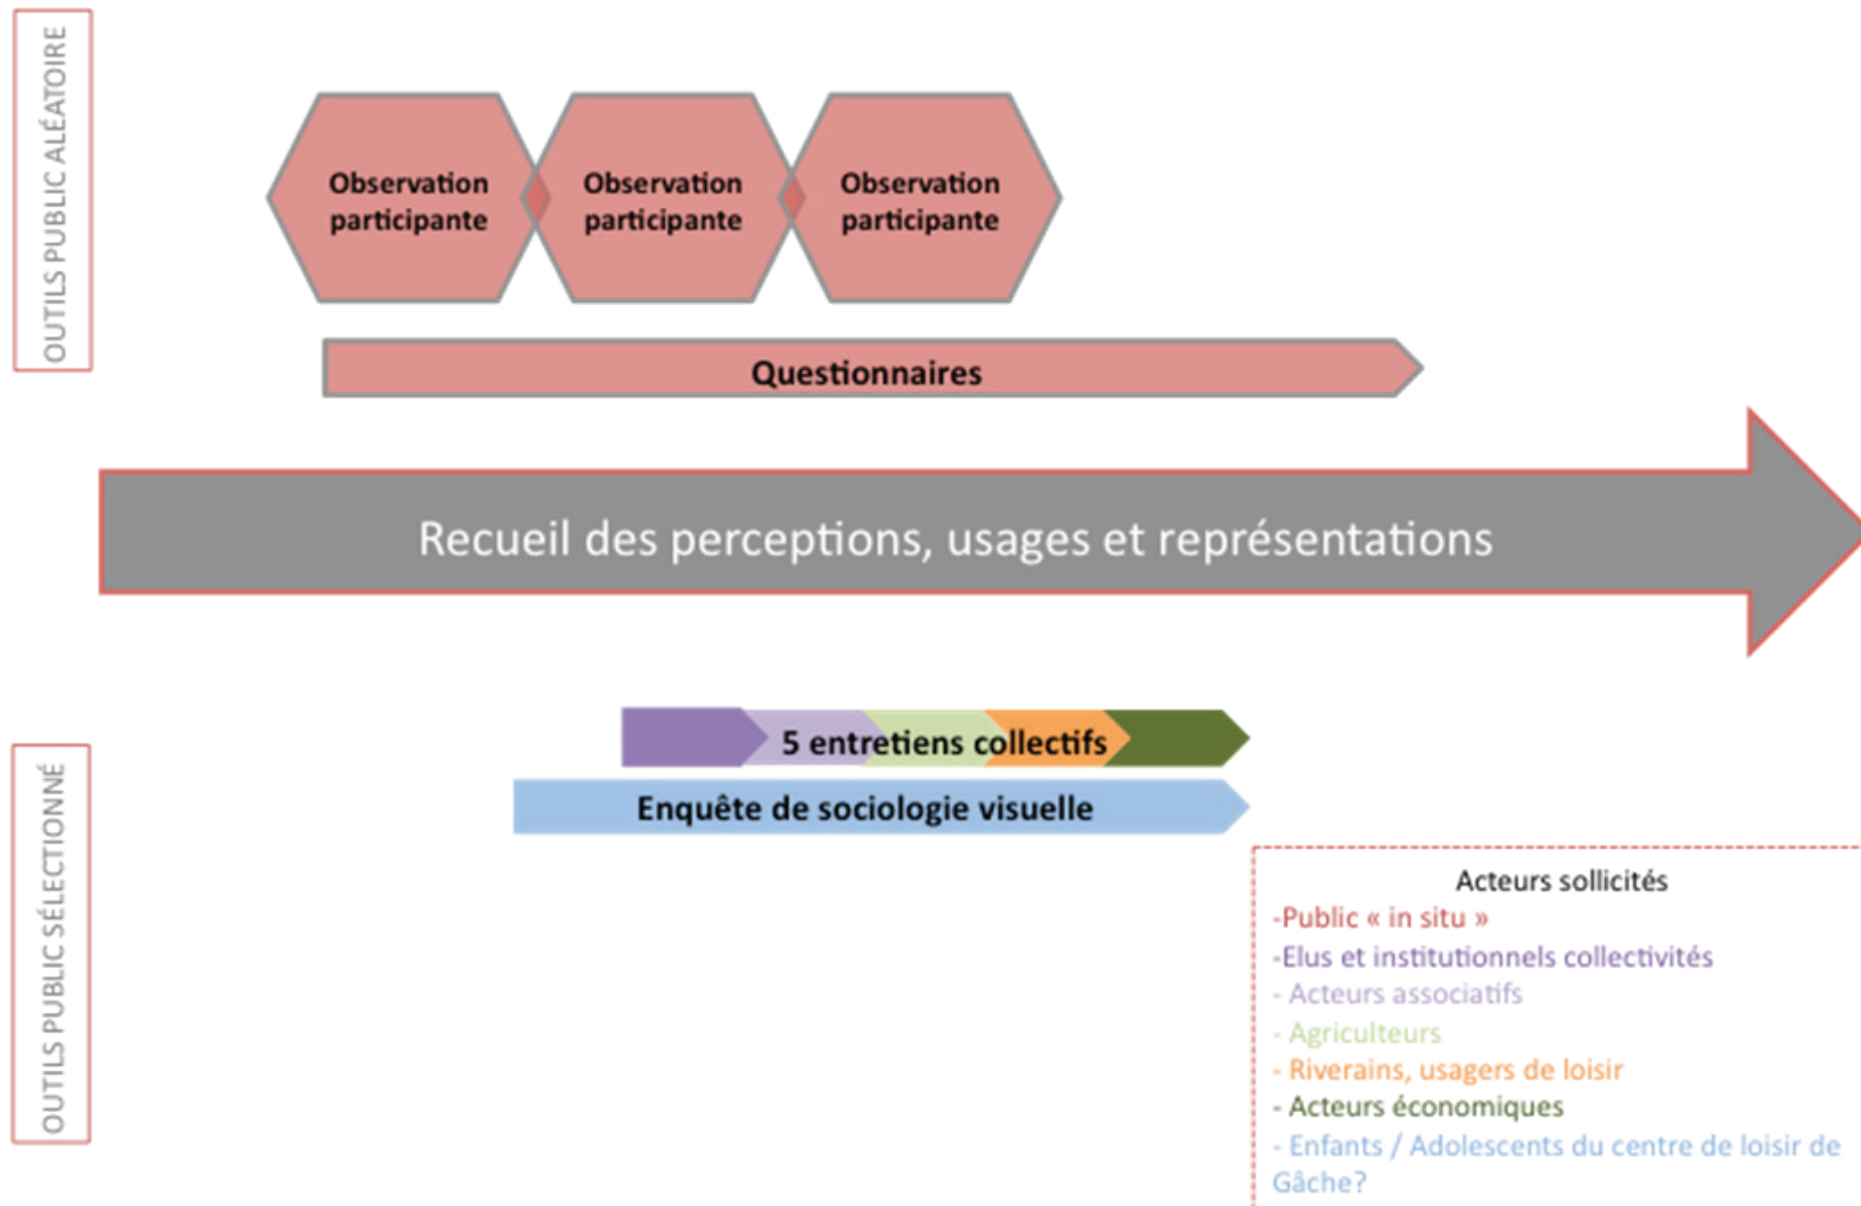 OUTILS PUBLIC ALÉATOIRE
Observation
participante
Observation
participante
Observation
participante
Questionnaires
Recueil des perceptions, usages et représentations
OUTILS PUBLIC SÉLECTIONNÉ
5 entretiens collectifs
Enquête de sociologie visuelle
Acteurs sollicités
-Public « in situ »
-Elus et institutionnels collectivités
- Acteurs associatifs
- Agriculteurs
- Riverains, usagers de loisir
- Acteurs économiques
- Enfants / Adolescents du centre de loisir de
Gâche?